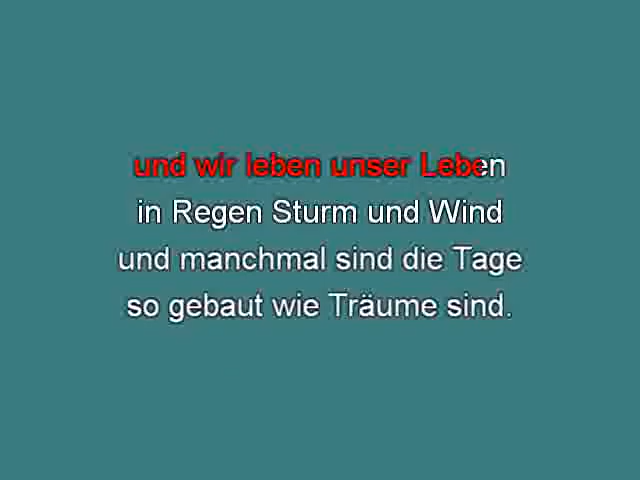 und wir leben unser Leben
in Regen Sturm und Wind
und manchmal sind die Tage
so gebaut wie Träume sind.